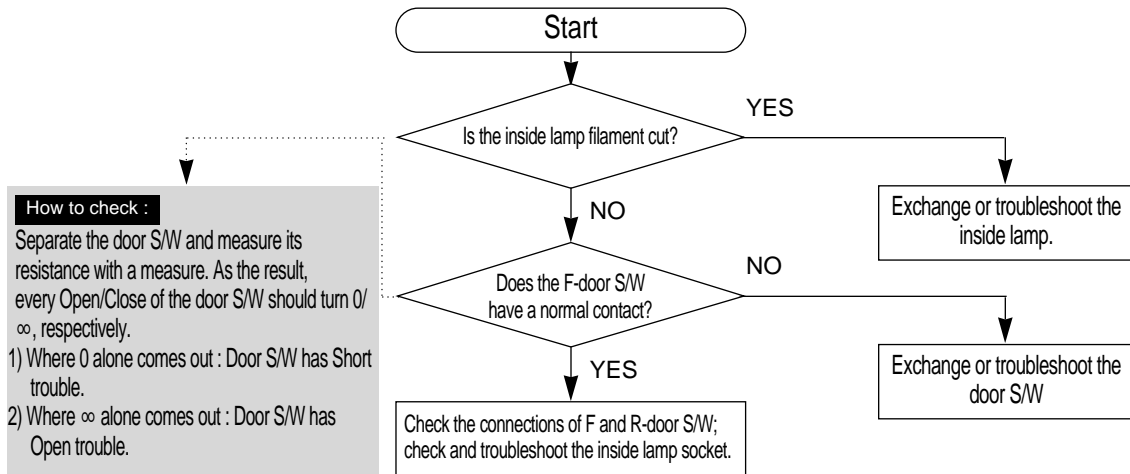 Start
Is the inside lamp filament cut?
YES
Exchange or troubleshoot the
inside lamp.
NO
Does the F-door S/W
have a normal contact?
NO
Exchange or troubleshoot the
door S/W
YES
Check the connections of F and R-door S/W;
check and troubleshoot the inside lamp socket.
How to check :
Separate the door S/W and measure its
resistance with a measure. As the result,
every Open/Close of the door S/W should turn 0/
∞, respectively.
1) Where 0 alone comes out : Door S/W has Short
trouble.
2) Where ∞ alone comes out : Door S/W has
Open trouble.